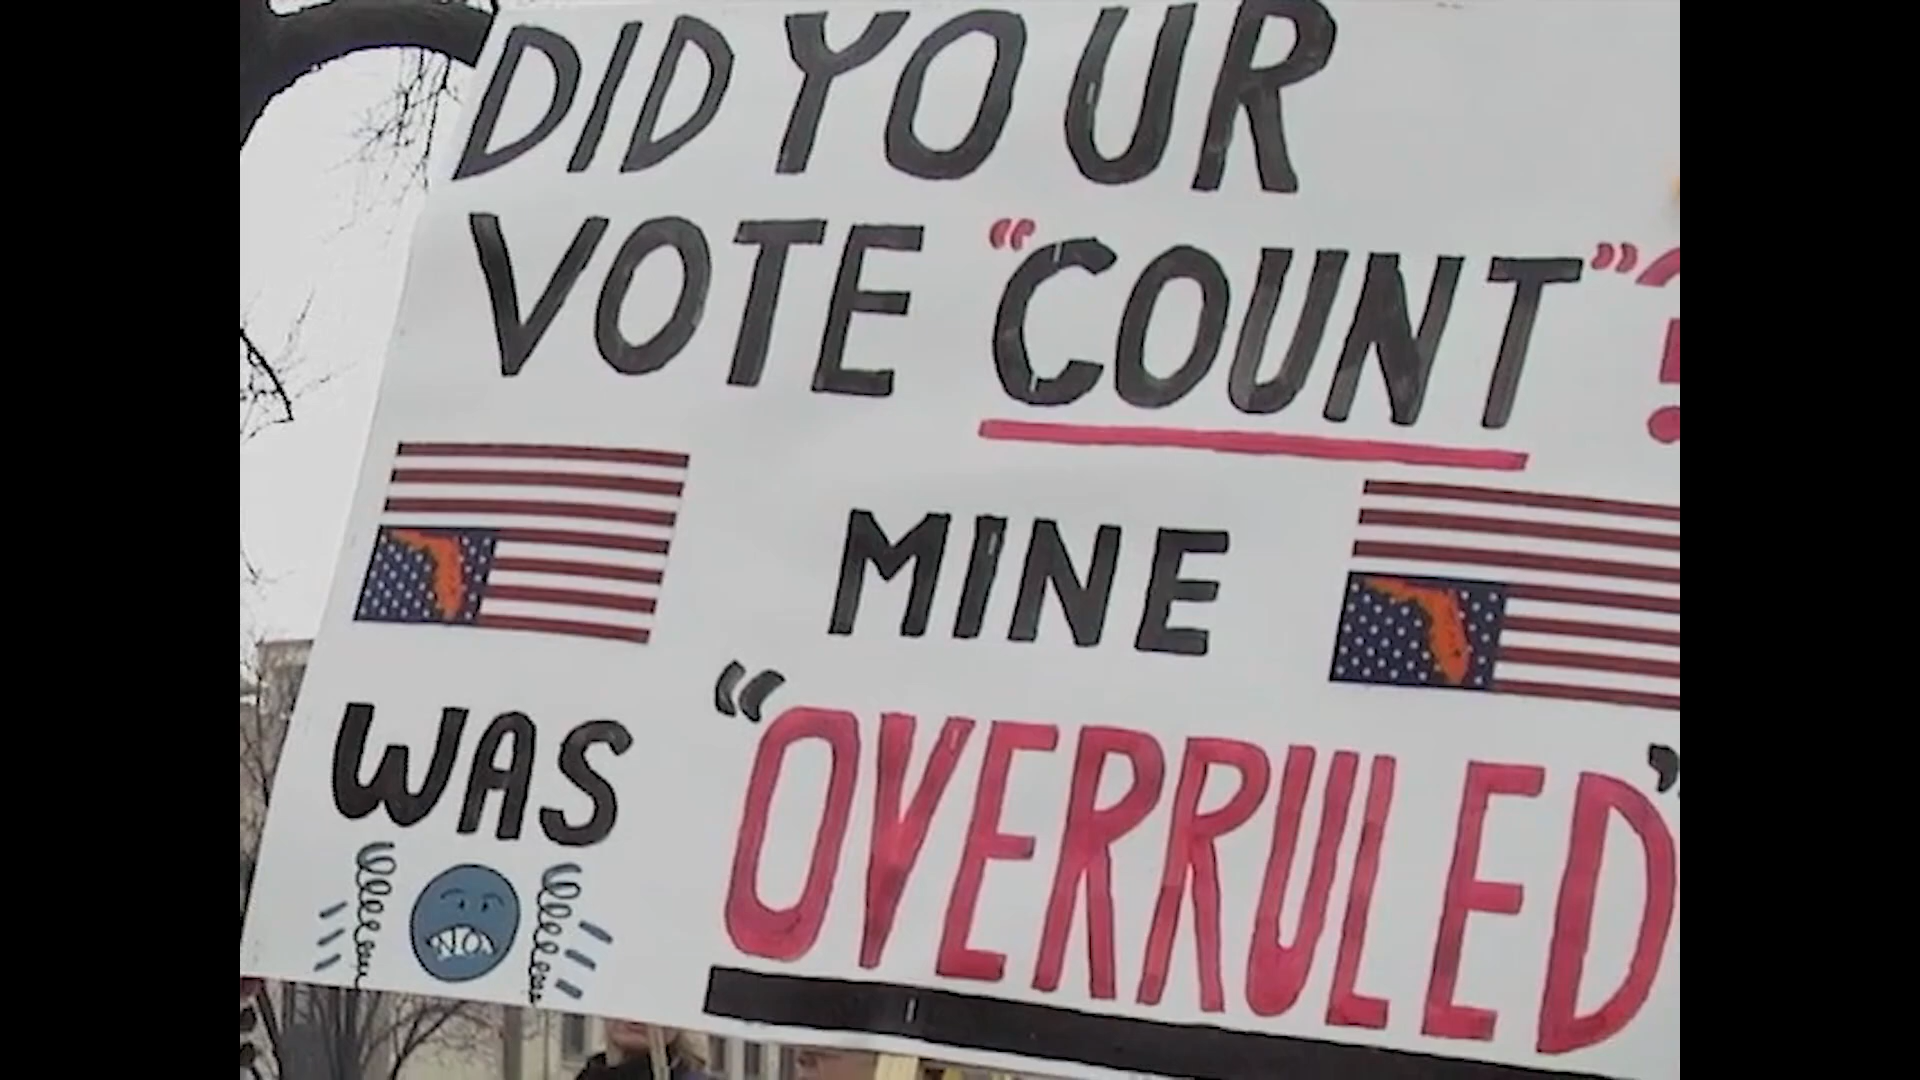 DID YOUR
VOTE "COUNT"?!
MINE
WAS "OVERRULED"
NO!